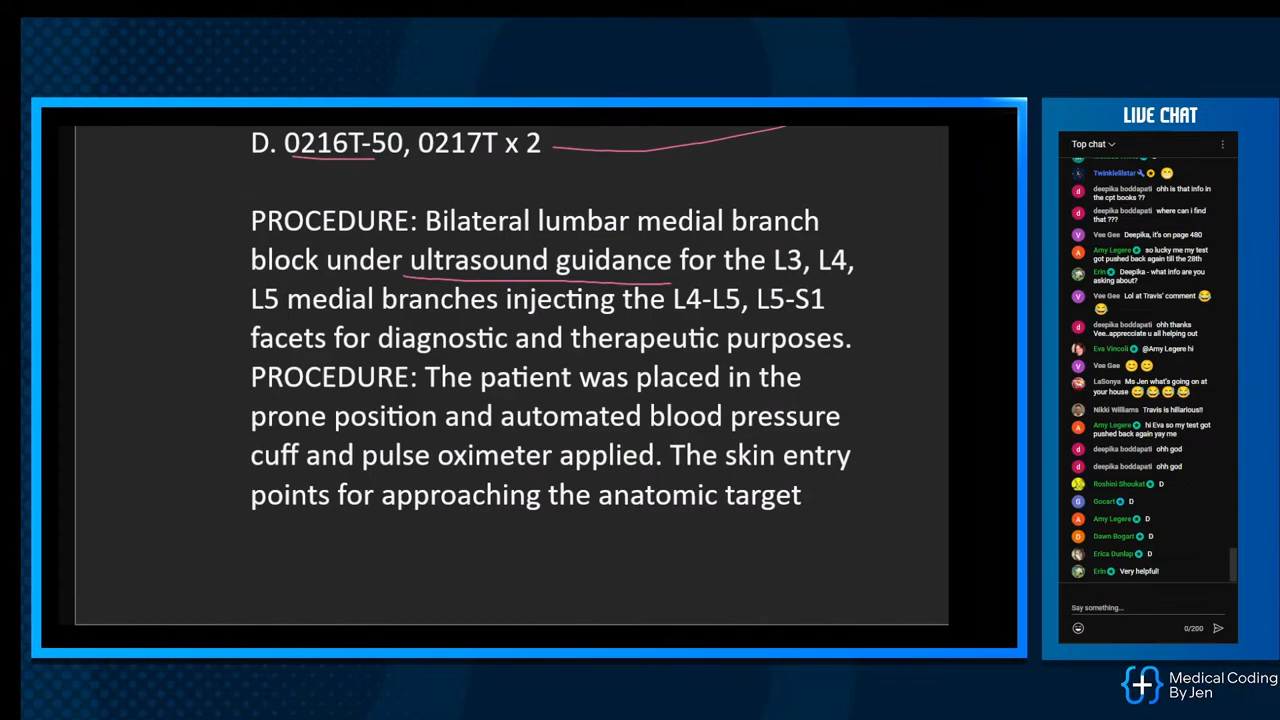 D. 0216T-50, 0217T x 2
PROCEDURE: Bilateral lumbar medial branch
block under ultrasound guidance for the L3, L4,
L5 medial branches injecting the L4-L5, L5-S1
facets for diagnostic and therapeutic purposes.
PROCEDURE: The patient was placed in the
prone position and automated blood pressure
cuff and pulse oximeter applied. The skin entry
points for approaching the anatomic target
LIVE CHAT
Top chat
Twinklelilstar
deepika boddapati ohh is that info in
the cpt books ??
deepika boddapati where can i find
that ???
Vee Gee Deepika, it's on page 480
Amy Legere so lucky me my test
got pushed back again till the 28th
Erin Deepika - what info are you
asking about?
Vee Gee Lol at Travis' comment
deepika boddapati ohh thanks
Vee..apprecciate u all helping out
Eva Vincoli @Amy Legere hi
Vee Gee
LaSonya Ms Jen what's going on at
your house
Nikki Williams Travis is hillarious!!
Amy Legere hi Eva so my test got
pushed back again yay me
deepika boddapati ohh god
deepika boddapati ohh god
Roshini Shoukat D
Gocart D
Amy Legere D
Dawn Bogart D
Erica Dunlap D
Erin Very helpful!
Say something...
0/200
Medical Coding
By Jen